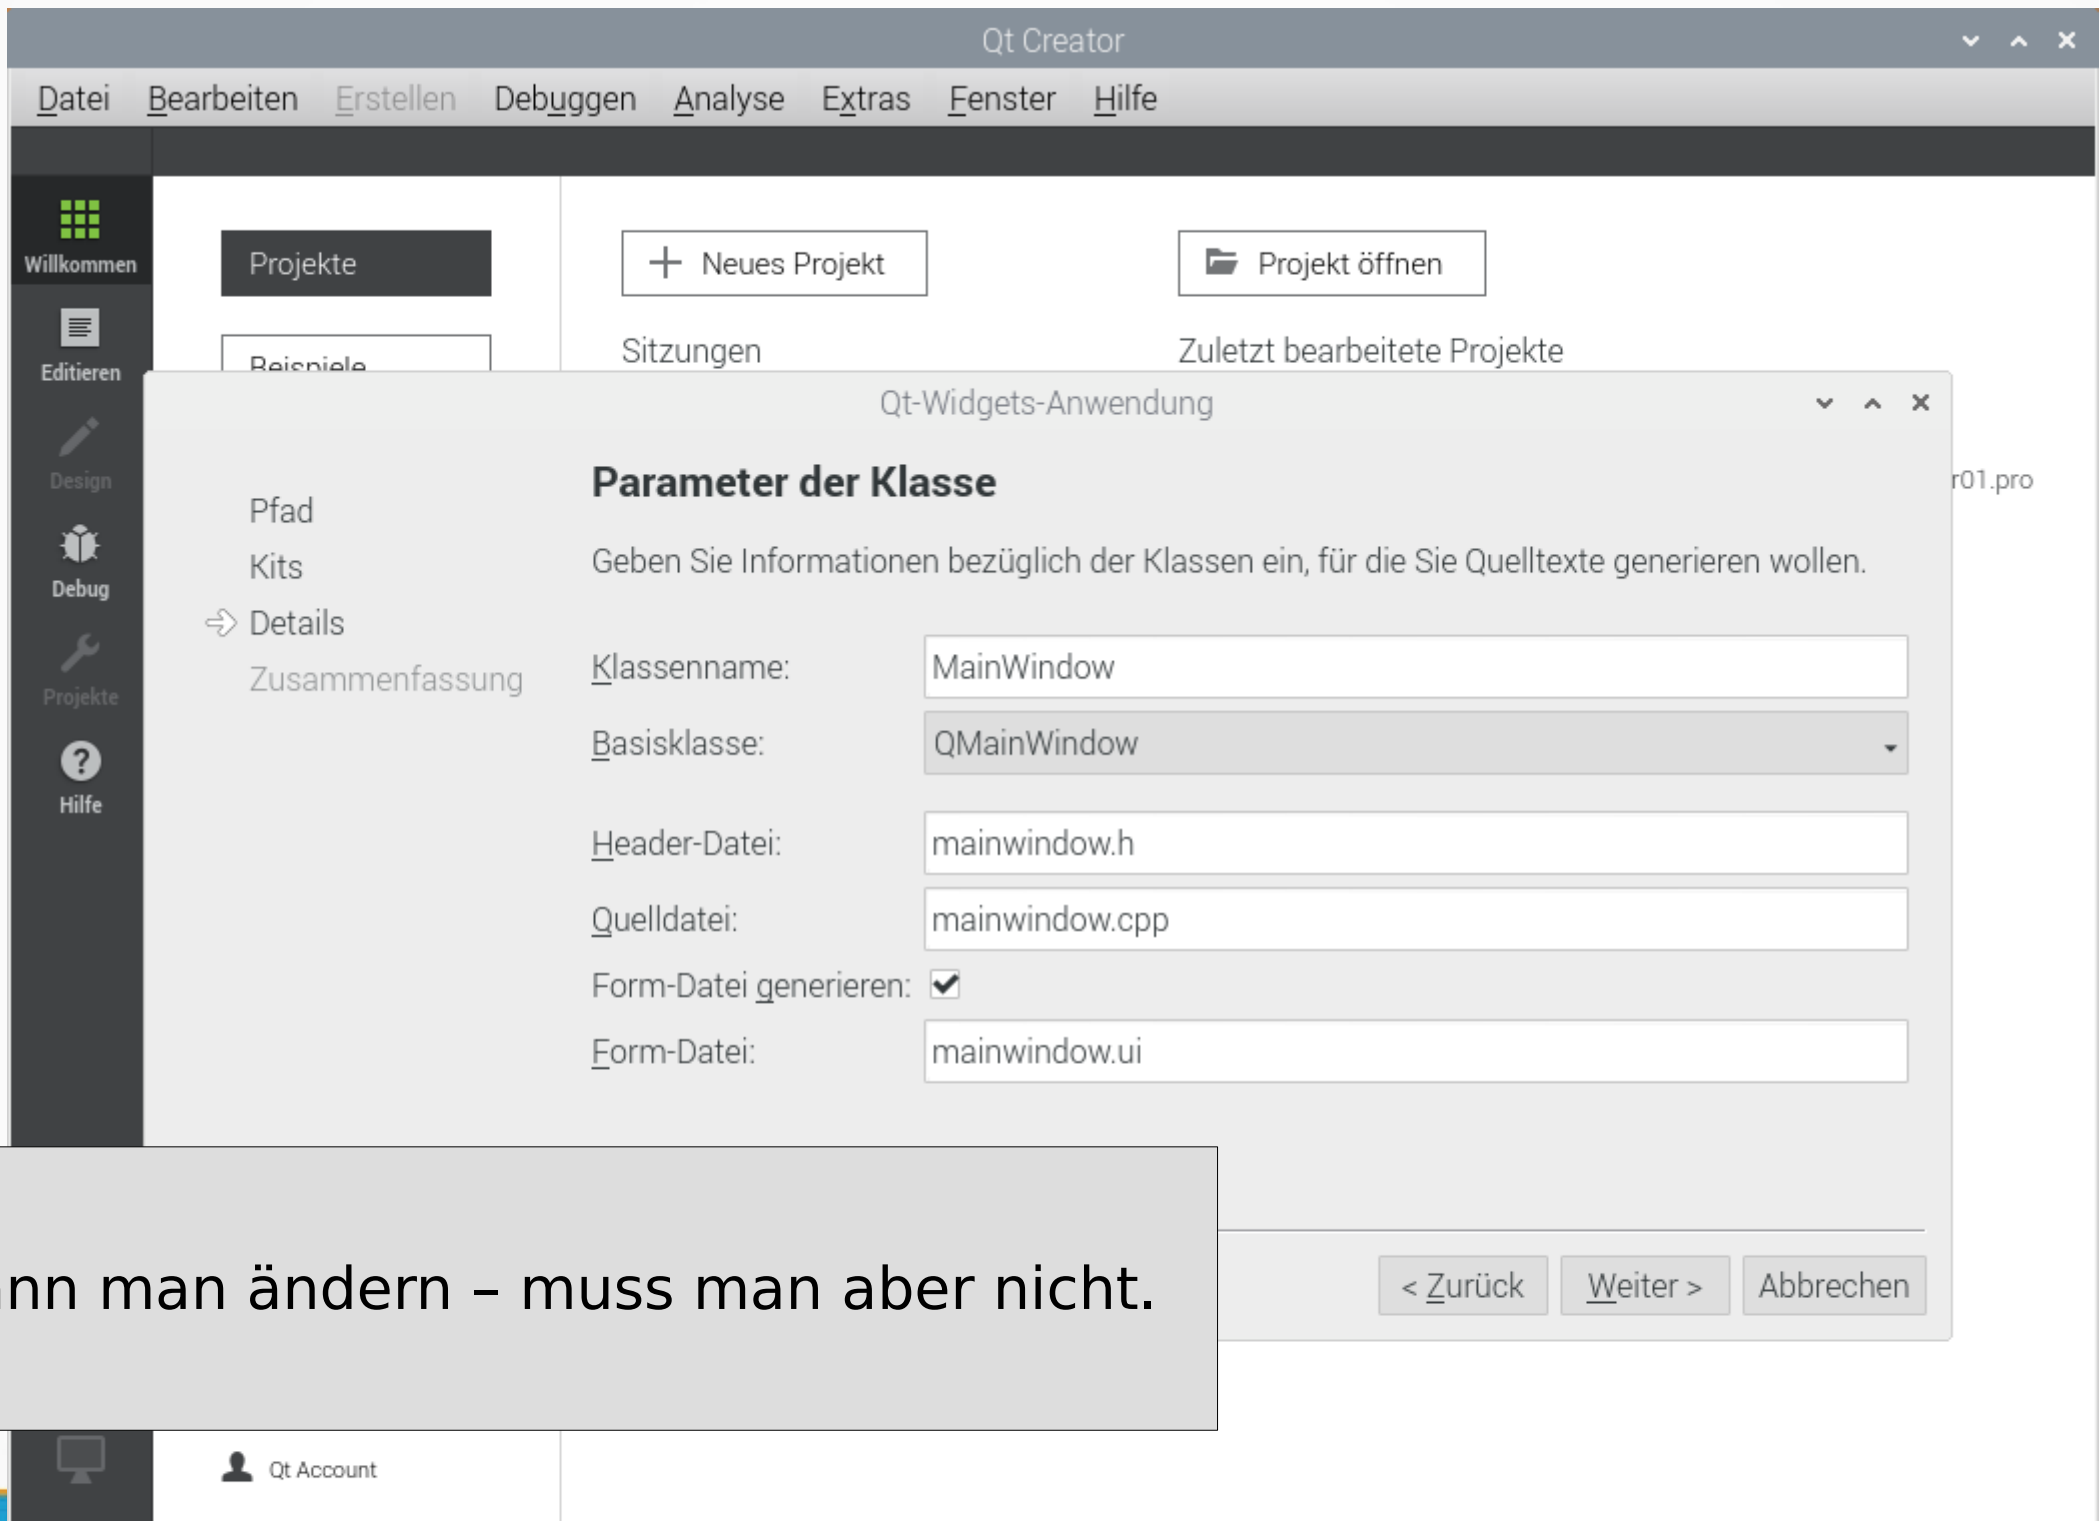 Qt Creator
Datei Bearbeiten Erstellen Debuggen Analyse Extras Fenster Hilfe
Willkommen
Editieren
Design
Debug
Projekte
Hilfe
Projekte
Beispiele
Neues Projekt
Projekt öffnen
Sitzungen
Zuletzt bearbeitete Projekte
r01.pro
Qt-Widgets-Anwendung
Pfad
Kits
Details
Zusammenfassung
Parameter der Klasse
Geben Sie Informationen bezüglich der Klassen ein, für die Sie Quelltexte generieren wollen.
Klassenname: MainWindow
Basisklasse: QMainWindow
Header-Datei: mainwindow.h
Quelldatei: mainwindow.cpp
Form-Datei generieren:
Form-Datei: mainwindow.ui
nn man ändern – muss man aber nicht.
< Zurück Weiter > Abbrechen
Qt Account